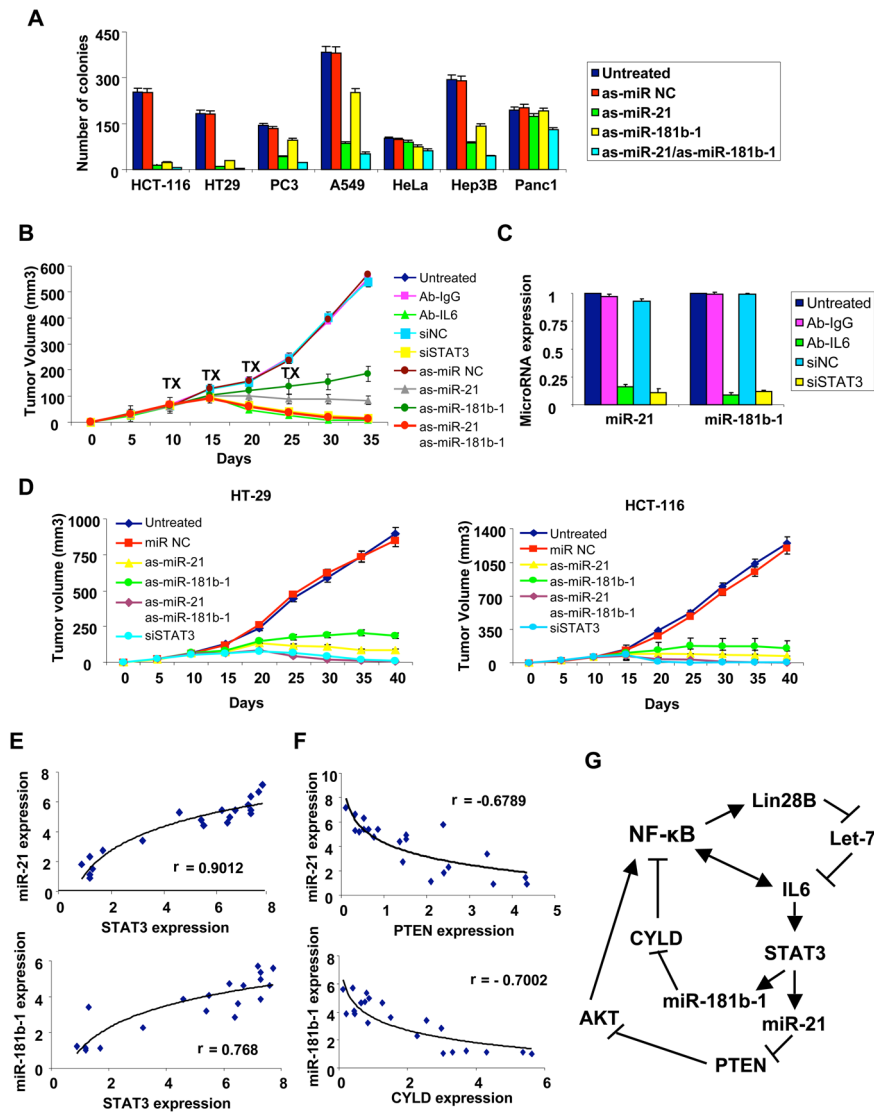 A
Number of colonies
450
300
150
0
HCT-116 HT29 PC3 A549 HeLa Hep3B Panc1
Untreated
as-miR NC
as-miR-21
as-miR-181b-1
as-miR-21/as-miR-181b-1
B
Tumor Volume (mm3)
600
500
400
300
200
100
0
TX TX TX TX
0 5 10 15 20 25 30 35
Days
Untreated
Ab-IgG
Ab-IL6
siNC
siSTAT3
as-miR NC
as-miR-21
as-miR-181b-1
as-miR-21
as-miR-181b-1
C
MicroRNA expression
1
0.75
0.5
0.25
0
miR-21 miR-181b-1
Untreated
Ab-IgG
Ab-IL6
siNC
siSTAT3
D
HT-29
Tumor volume (mm3)
1000
750
500
250
0
0 5 10 15 20 25 30 35 40
Days
Untreated
miR NC
as-miR-21
as-miR-181b-1
as-miR-21
as-miR-181b-1
siSTAT3
HCT-116
Tumor Volume (mm3)
1400
1050
700
350
0
0 5 10 15 20 25 30 35 40
Days
Untreated
miR NC
as-miR-21
as-miR-181b-1
as-miR-21
as-miR-181b-1
siSTAT3
E
miR-21 expression
8
6
4
2
0
0 2 4 6 8
r = 0.9012
STAT3 expression
miR-181b-1 expression
6
4
2
0
0 2 4 6 8
r = 0.768
STAT3 expression
F
miR-21 expression
10
8
6
4
2
0
0 1 2 3 4 5
r = -0.6789
PTEN expression
miR-181b-1 expression
8
6
4
2
0
0 2 4 6
r = - 0.7002
CYLD expression
G
Lin28B
NF-κB
Let-7
IL6
CYLD
STAT3
miR-181b-1
AKT
miR-21
PTEN